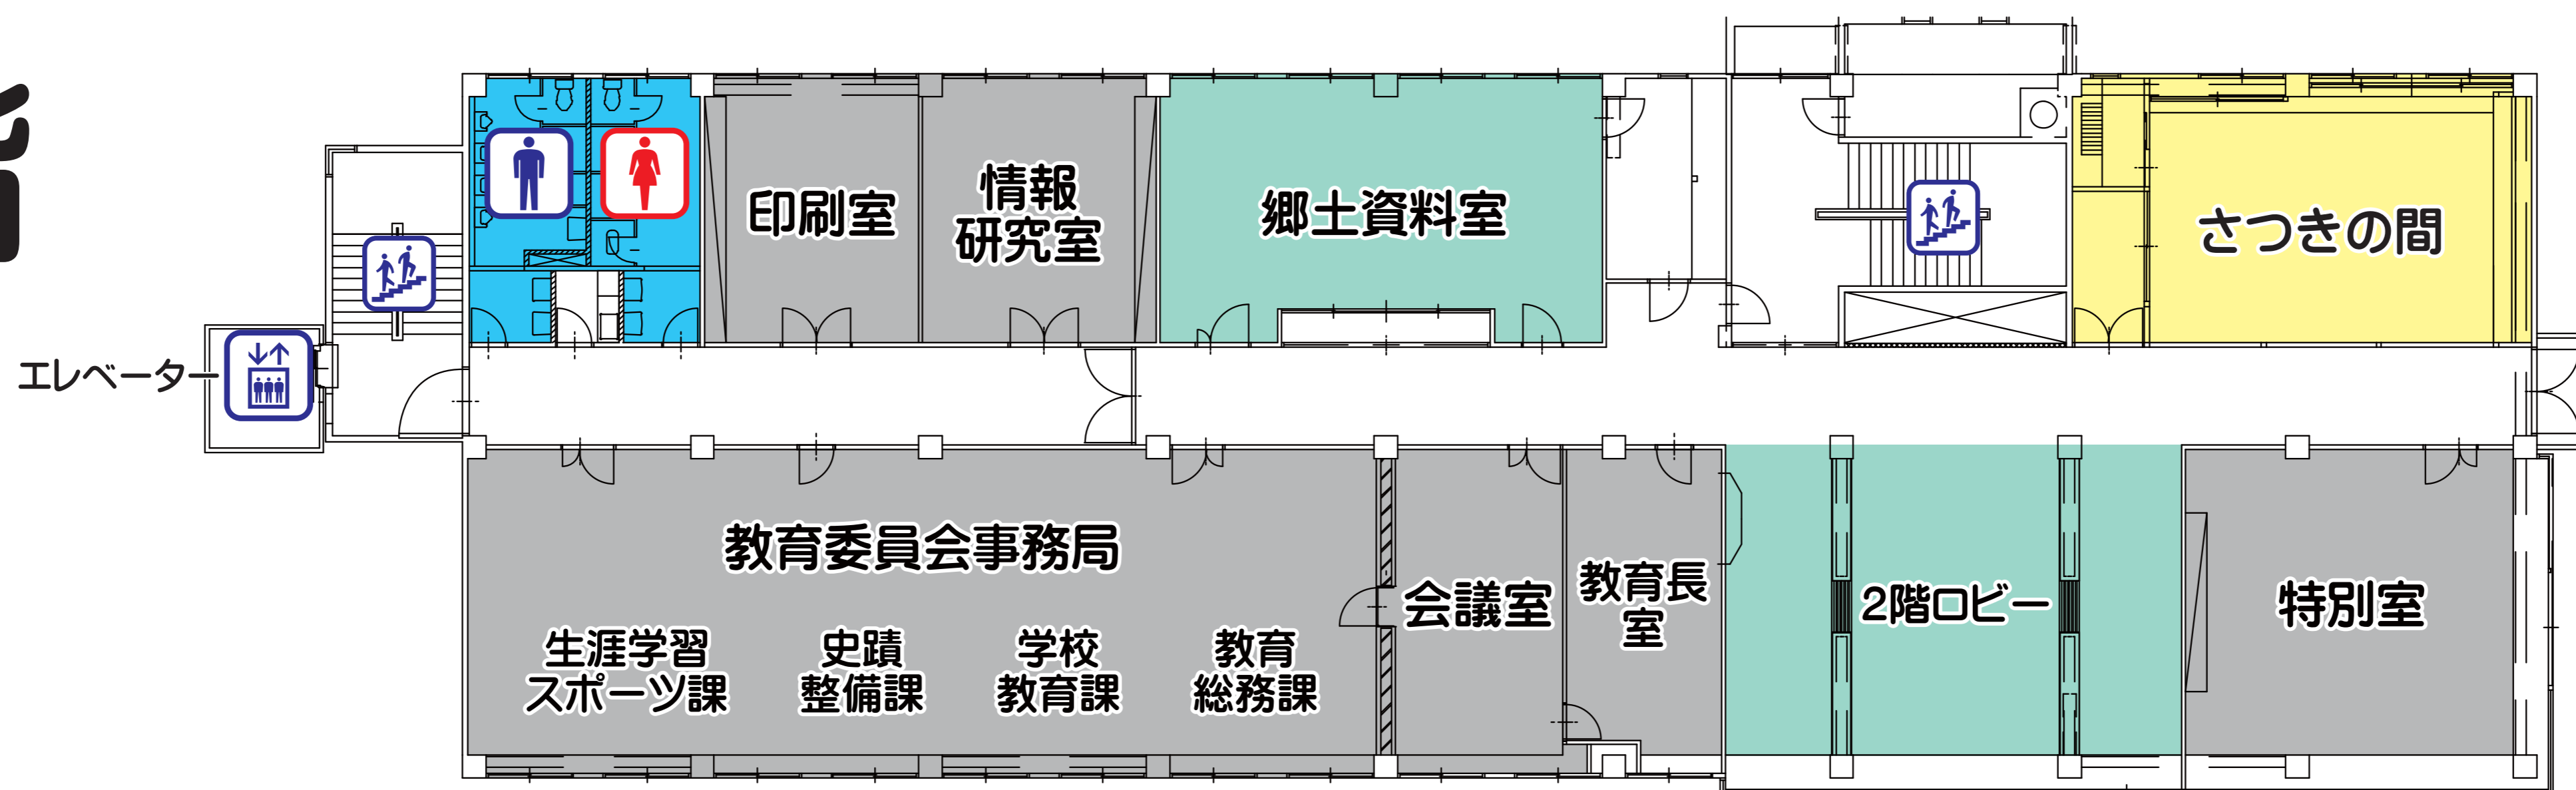 印刷室
情報
研究室
郷土資料室
さつきの間
エレベーター
教育委員会事務局
生涯学習
スポーツ課
史蹟
整備課
学校
教育課
教育
総務課
会議室
教育長
室
2階ロビー
特別室